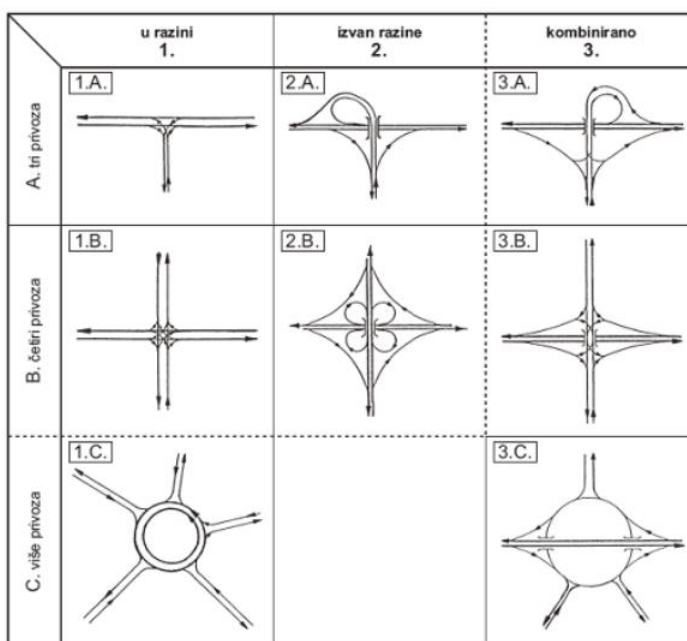 u razini
1.
izvan razine
2.
kombinirano
3.
A. tri privoza
1.A.
2.A.
3.A.
B. četiri privoza
1.B.
2.B.
3.B.
C. više privoza
1.C.
3.C.